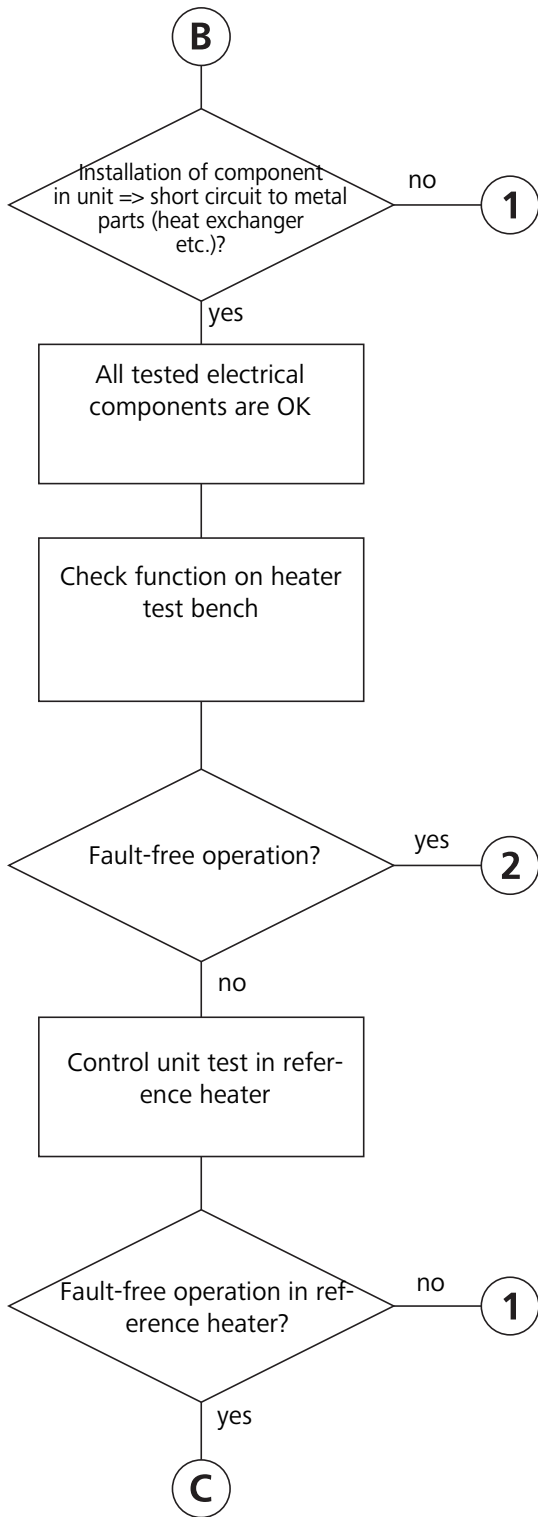 B
Installation of component
in unit => short circuit to metal
parts (heat exchanger
etc.)?
no
1
yes
All tested electrical
components are OK
Check function on heater
test bench
Fault-free operation?
yes
2
no
Control unit test in refer-
ence heater
Fault-free operation in ref-
erence heater?
no
1
yes
C